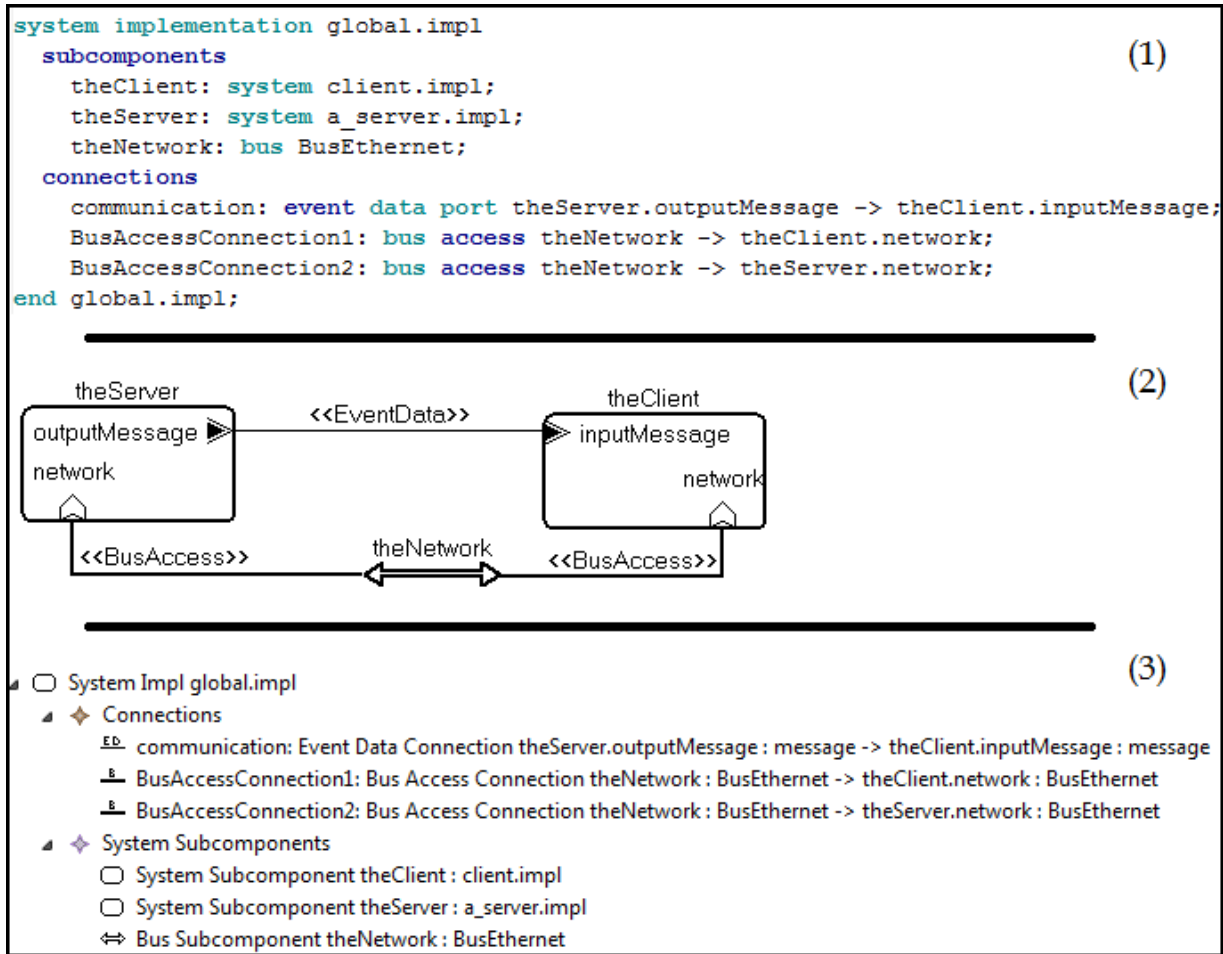 system implementation global.impl
(1)
subcomponents
theClient: system client.impl;
theServer: system a_server.impl;
theNetwork: bus BusEthernet;
connections
communication: event data port theServer.outputMessage -> theClient.inputMessage;
BusAccessConnection1: bus access theNetwork -> theClient.network;
BusAccessConnection2: bus access theNetwork -> theServer.network;
end global.impl;
(2)
theServer
<<EventData>>
theClient
outputMessage
inputMessage
network
network
<<BusAccess>>
theNetwork
<<BusAccess>>
(3)
System Impl global.impl
Connections
ED communication: Event Data Connection theServer.outputMessage : message -> theClient.inputMessage : message
B BusAccessConnection1: Bus Access Connection theNetwork : BusEthernet -> theClient.network : BusEthernet
B BusAccessConnection2: Bus Access Connection theNetwork : BusEthernet -> theServer.network : BusEthernet
System Subcomponents
System Subcomponent theClient : client.impl
System Subcomponent theServer : a_server.impl
Bus Subcomponent theNetwork : BusEthernet